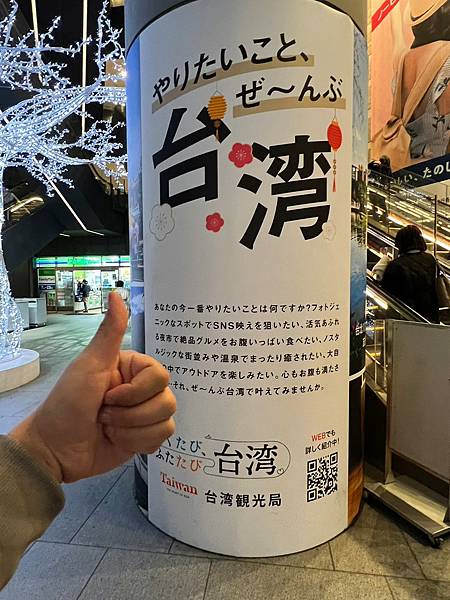 やりたいこと、
ぜ〜んぶ
台湾
あなたの今一番やりたいことは何ですか?フォトジェ
ニックなスポットでSNS映えを狙いたい、活気あふれ
る夜市で絶品グルメをお腹いっぱい食べたい、ノスタ
ルジックな街並みや温泉でまったり癒されたい、大自
中でアウトドアを楽しみたい。心もお腹も満たさ
…それ、ぜ〜んぶ台湾で叶えてみませんか。
たび、
ふたたび
台湾
WEBでも
詳しく紹介中!
Taiwan
台湾観光局
い、たのし